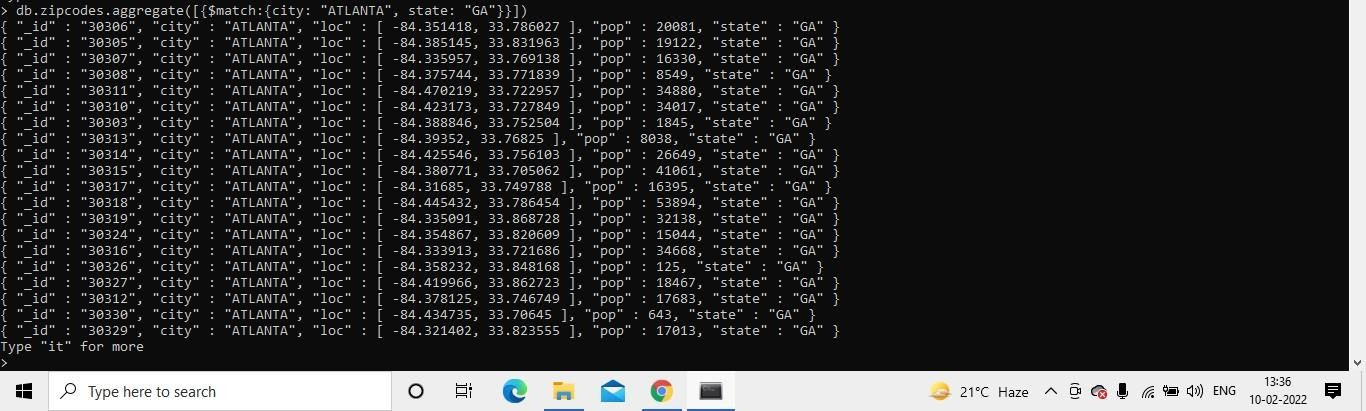 > db.zipcodes.aggregate([{$match:{city: "ATLANTA", state: "GA"}}])
{ "_id" : "30306", "city" : "ATLANTA", "loc" : [ -84.351418, 33.786027 ], "pop" : 20081, "state" : "GA" }
{ "_id" : "30305", "city" : "ATLANTA", "loc" : [ -84.385145, 33.831963 ], "pop" : 19122, "state" : "GA" }
{ "_id" : "30307", "city" : "ATLANTA", "loc" : [ -84.335957, 33.769138 ], "pop" : 16330, "state" : "GA" }
{ "_id" : "30308", "city" : "ATLANTA", "loc" : [ -84.375744, 33.771839 ], "pop" : 8549, "state" : "GA" }
{ "_id" : "30311", "city" : "ATLANTA", "loc" : [ -84.470219, 33.722957 ], "pop" : 34880, "state" : "GA" }
{ "_id" : "30310", "city" : "ATLANTA", "loc" : [ -84.423173, 33.727849 ], "pop" : 34017, "state" : "GA" }
{ "_id" : "30303", "city" : "ATLANTA", "loc" : [ -84.388846, 33.752504 ], "pop" : 1845, "state" : "GA" }
{ "_id" : "30313", "city" : "ATLANTA", "loc" : [ -84.39352, 33.76825 ], "pop" : 8038, "state" : "GA" }
{ "_id" : "30314", "city" : "ATLANTA", "loc" : [ -84.425546, 33.756103 ], "pop" : 26649, "state" : "GA" }
{ "_id" : "30315", "city" : "ATLANTA", "loc" : [ -84.380771, 33.705062 ], "pop" : 41061, "state" : "GA" }
{ "_id" : "30317", "city" : "ATLANTA", "loc" : [ -84.31685, 33.749788 ], "pop" : 16395, "state" : "GA" }
{ "_id" : "30318", "city" : "ATLANTA", "loc" : [ -84.445432, 33.786454 ], "pop" : 53894, "state" : "GA" }
{ "_id" : "30319", "city" : "ATLANTA", "loc" : [ -84.335091, 33.868728 ], "pop" : 32138, "state" : "GA" }
{ "_id" : "30324", "city" : "ATLANTA", "loc" : [ -84.354867, 33.820609 ], "pop" : 15044, "state" : "GA" }
{ "_id" : "30316", "city" : "ATLANTA", "loc" : [ -84.333913, 33.721686 ], "pop" : 34668, "state" : "GA" }
{ "_id" : "30326", "city" : "ATLANTA", "loc" : [ -84.358232, 33.848168 ], "pop" : 125, "state" : "GA" }
{ "_id" : "30327", "city" : "ATLANTA", "loc" : [ -84.419966, 33.862723 ], "pop" : 18467, "state" : "GA" }
{ "_id" : "30312", "city" : "ATLANTA", "loc" : [ -84.378125, 33.746749 ], "pop" : 17683, "state" : "GA" }
{ "_id" : "30330", "city" : "ATLANTA", "loc" : [ -84.434735, 33.70645 ], "pop" : 643, "state" : "GA" }
{ "_id" : "30329", "city" : "ATLANTA", "loc" : [ -84.321402, 33.823555 ], "pop" : 17013, "state" : "GA" }
Type "it" for more
>
Type here to search
21°C Haze
ENG
13:36
10-02-2022